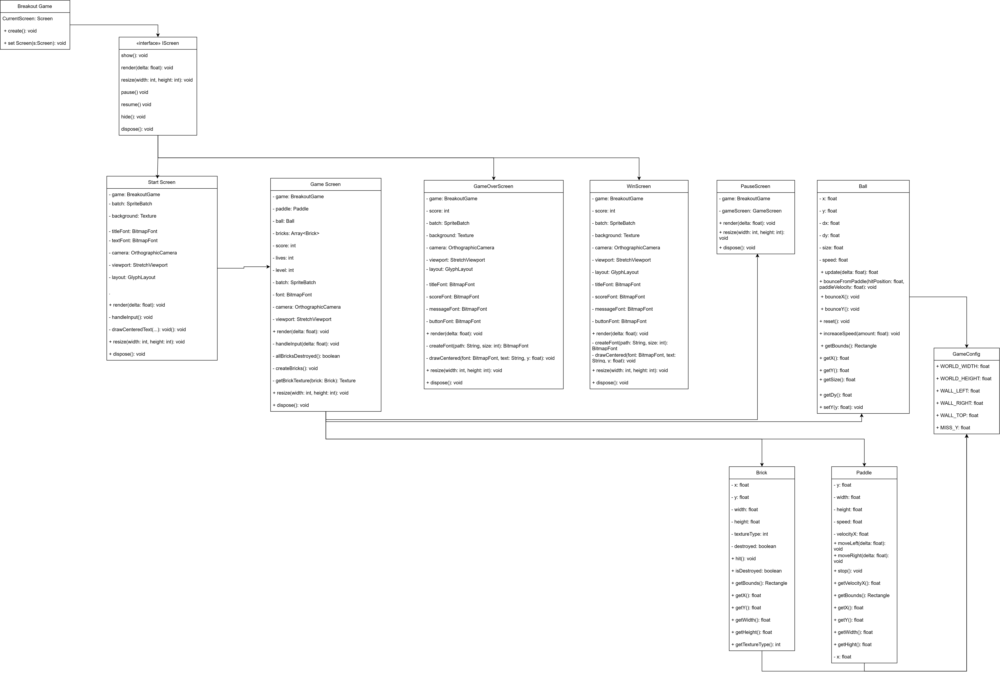 Breakout Game
CurrentScreen: Screen
+ create(): void
+ set Screen(s:Screen): void
«interface» IScreen
show(): void
render(delta: float): void
resize(width: int, height: int): void
pause() void
resume() void
hide(): void
dispose(): void
Start Screen
- game: BreakoutGame
- batch: SpriteBatch
- background: Texture
- titleFont: BitmapFont
- textFont: BitmapFont
- camera: OrthographicCamera
- viewport: StretchViewport
- layout: GlyphLayout
.
+ render(delta: float): void
- handleInput(): void
- drawCenteredText(...): void(): void
+ resize(width: int, height: int): void
+ dispose(): void
Game Screen
- game: BreakoutGame
- paddle: Paddle
- ball: Ball
- bricks: Array<Brick>
- score: int
- lives: int
- level: int
- batch: SpriteBatch
- font: BitmapFont
- camera: OrthographicCamera
- viewport: StretchViewport
+ render(delta: float): void
- handleInput(delta: float): void
- allBricksDestroyed(): boolean
- createBricks(): void
- getBrickTexture(brick: Brick): Texture
+ resize(width: int, height: int): void
+ dispose(): void
GameOverScreen
- game: BreakoutGame
- score: int
- batch: SpriteBatch
- background: Texture
- camera: OrthographicCamera
- viewport: StretchViewport
- layout: GlyphLayout
- titleFont: BitmapFont
- scoreFont: BitmapFont
- messageFont: BitmapFont
- buttonFont: BitmapFont
+ render(delta: float): void
- createFont(path: String, size: int): BitmapFont
- drawCentered(font: BitmapFont, text: String, y: float): void
+ resize(width: int, height: int): void
+ dispose(): void
WinScreen
- game: BreakoutGame
- score: int
- batch: SpriteBatch
- background: Texture
- camera: OrthographicCamera
- viewport: StretchViewport
- layout: GlyphLayout
- titleFont: BitmapFont
- scoreFont: BitmapFont
- messageFont: BitmapFont
- buttonFont: BitmapFont
+ render(delta: float): void
- createFont(path: String, size: int):
BitmapFont
- drawCentered(font: BitmapFont, text:
String, y: float): void
+ resize(width: int, height: int): void
+ dispose(): void
PauseScreen
- game: BreakoutGame
- gameScreen: GameScreen
+ render(delta: float): void
+ resize(width: int, height: int):
void
+ dispose(): void
Ball
- x: float
- y: float
- dx: float
- dy: float
- size: float
- speed: float
+ update(delta: float): float
+ bounceFromPaddle(hitPosition: float,
paddleVelocity: float): void
+ bounceX(): void
+ bounceY(): void
+ reset(): void
+ increaceSpeed(amount: float): void
+ getBounds(): Rectangle
+ getX(): float
+ getY(): float
+ getSize(): float
+ getDy(): float
+ setY(y: float): void
GameConfig
+ WORLD_WIDTH: float
+ WORLD_HEIGHT: float
+ WALL_LEFT: float
+ WALL_RIGHT: float
+ WALL_TOP: float
+ MISS_Y: float
Brick
- x: float
- y: float
- width: float
- height: float
- textureType: int
- destroyed: boolean
+ hit(): void
+ isDestroyed: boolean
+ getBounds(): Rectangle
+ getX(): float
+ getY(): float
+ getWidth(): float
+ getHeight(): float
+ getTextureType(): int
Paddle
- y: float
- width: float
- height: float
- speed: float
- velocityX: float
+ moveLeft(delta: float):
void
+ moveRight(delta: float):
void
+ stop(): void
+ getVelocityX(): float
+ getBounds(): Rectangle
+ getX(): float
+ getY(): float
+ getWidth(): float
+ getHight(): float
- x: float